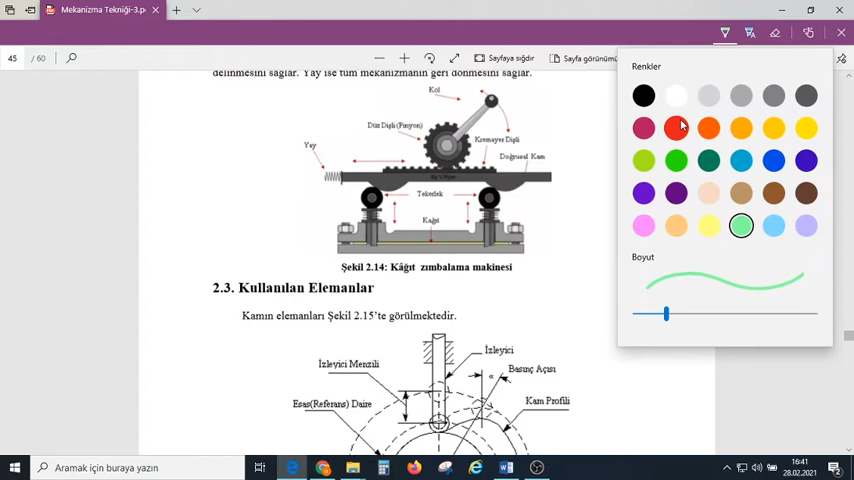 Mekanizma Tekniği-3.p
45 / 60
Sayfaya sığdır
Sayfa görünümü
delinmesini sağlar. Yay ise tüm mekanizmanın geri dönmesini sağlar.
Kol
Düz Dişli (Pinyon)
Kremayer Dişli
Yay
Doğrusal Kam
Tekerlek
Kağıt
Şekil 2.14: Kâğıt zımbalama makinesi
2.3. Kullanılan Elemanlar
Kamın elemanları Şekil 2.15’te görülmektedir.
İzleyici
İzleyici Menzili
Basınç Açısı
α
Esas(Referans) Daire
Kam Profili
Renkler
Boyut
Aramak için buraya yazın
16:41
28.02.2021